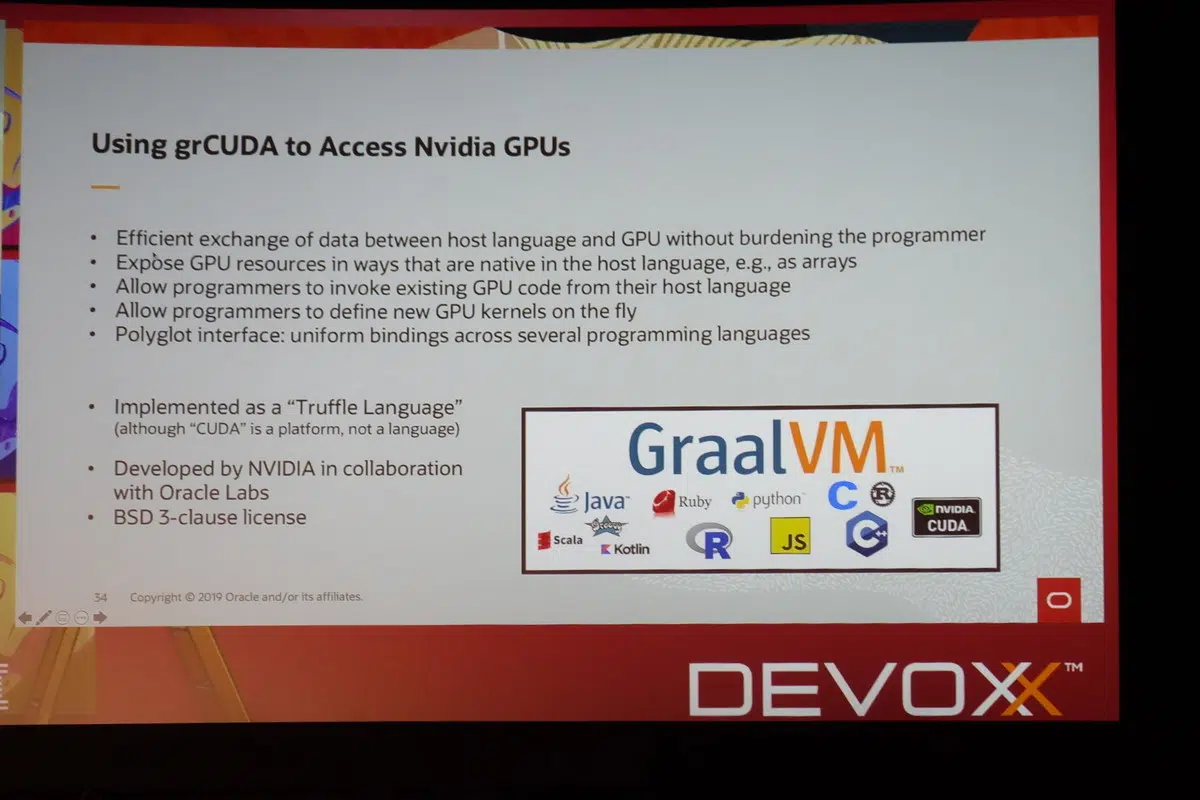 Using grCUDA to Access Nvidia GPUs
• Efficient exchange of data between host language and GPU without burdening the programmer
• Expose GPU resources in ways that are native in the host language, e.g., as arrays
• Allow programmers to invoke existing GPU code from their host language
• Allow programmers to define new GPU kernels on the fly
• Polyglot interface: uniform bindings across several programming languages
• Implemented as a “Truffle Language”
(although “CUDA” is a platform, not a language)
• Developed by NVIDIA in collaboration
with Oracle Labs
• BSD 3-clause license
GraalVM™
Java™ Ruby python™ C R
Scala Kotlin R JS C++ NVIDIA.
CUDA.
34 Copyright © 2019 Oracle and/or its affiliates.
DEVOXX™